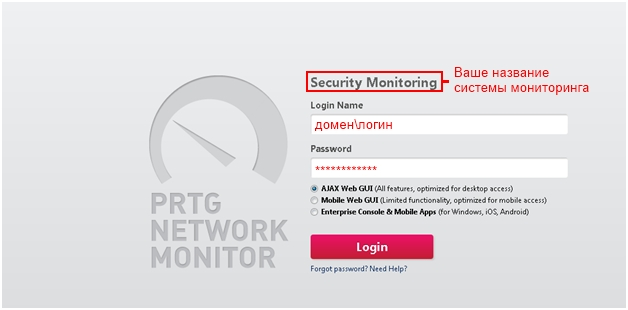 Security Monitoring
Ваше название
системы мониторинга
Login Name
домен\логин
Password
************
AJAX Web GUI (All features, optimized for desktop access)
Mobile Web GUI (Limited functionality, optimized for mobile access)
Enterprise Console & Mobile Apps (for Windows, iOS, Android)
Login
Forgot password? Need Help?
PRTG
NETWORK
MONITOR